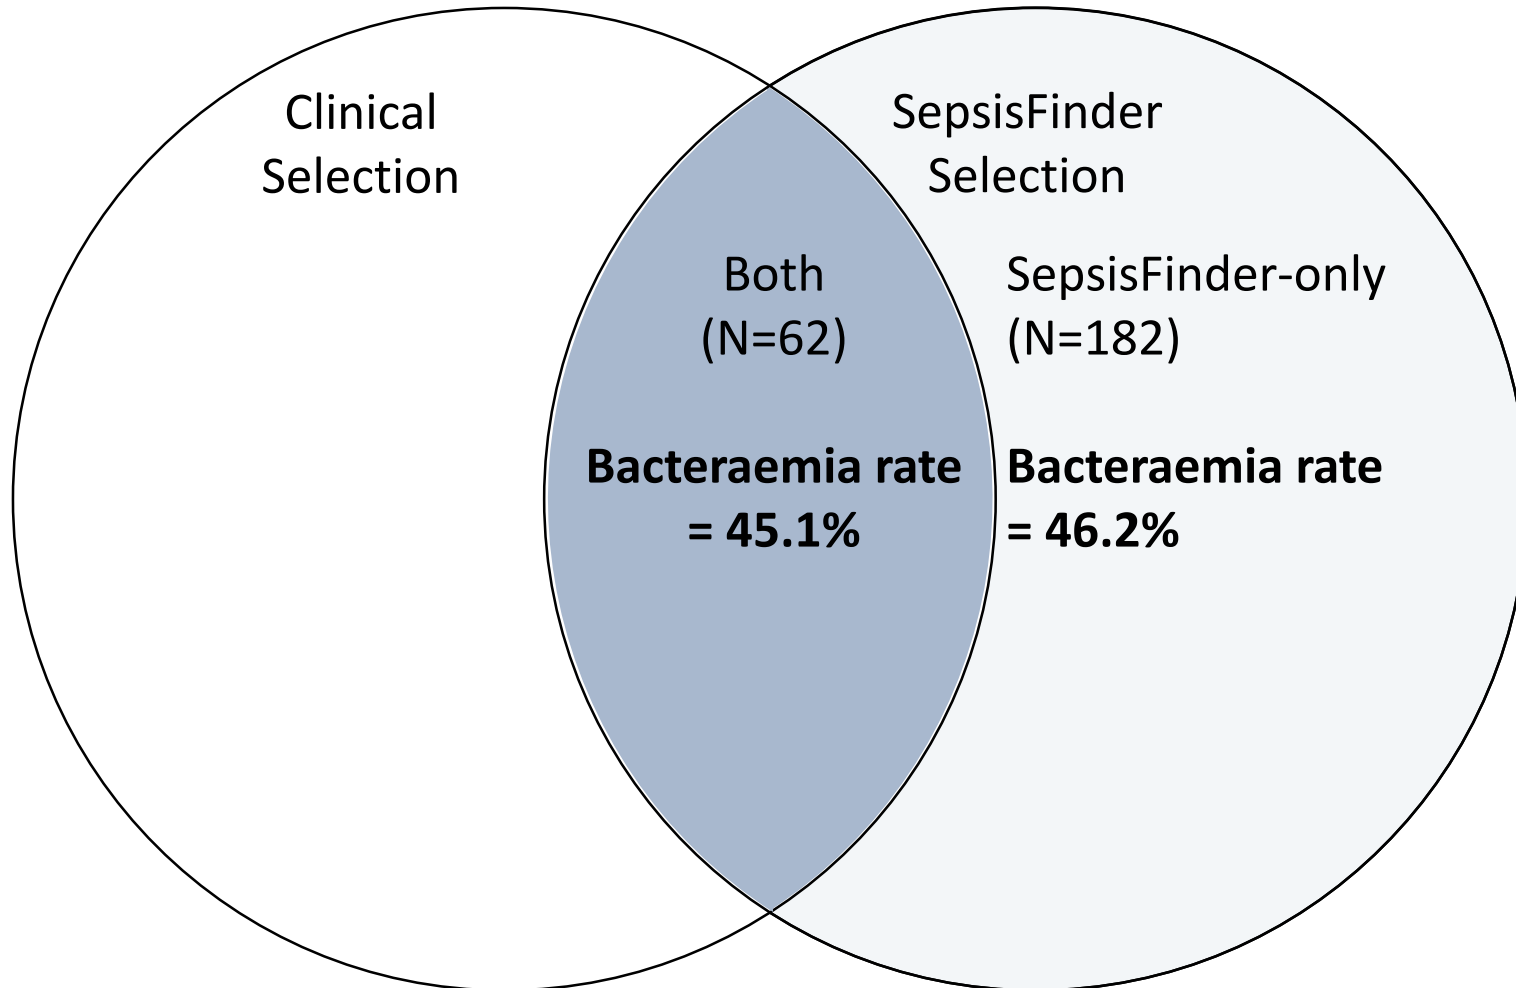 Clinical
Selection
SepsisFinder
Selection
Both
(N=62)
Bacteraemia rate
= 45.1%
SepsisFinder-only
(N=182)
Bacteraemia rate
= 46.2%